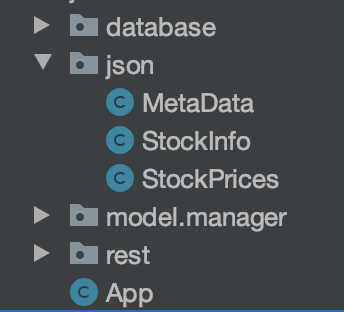 database
json
C MetaData
C StockInfo
C StockPrices
model.manager
rest
C App